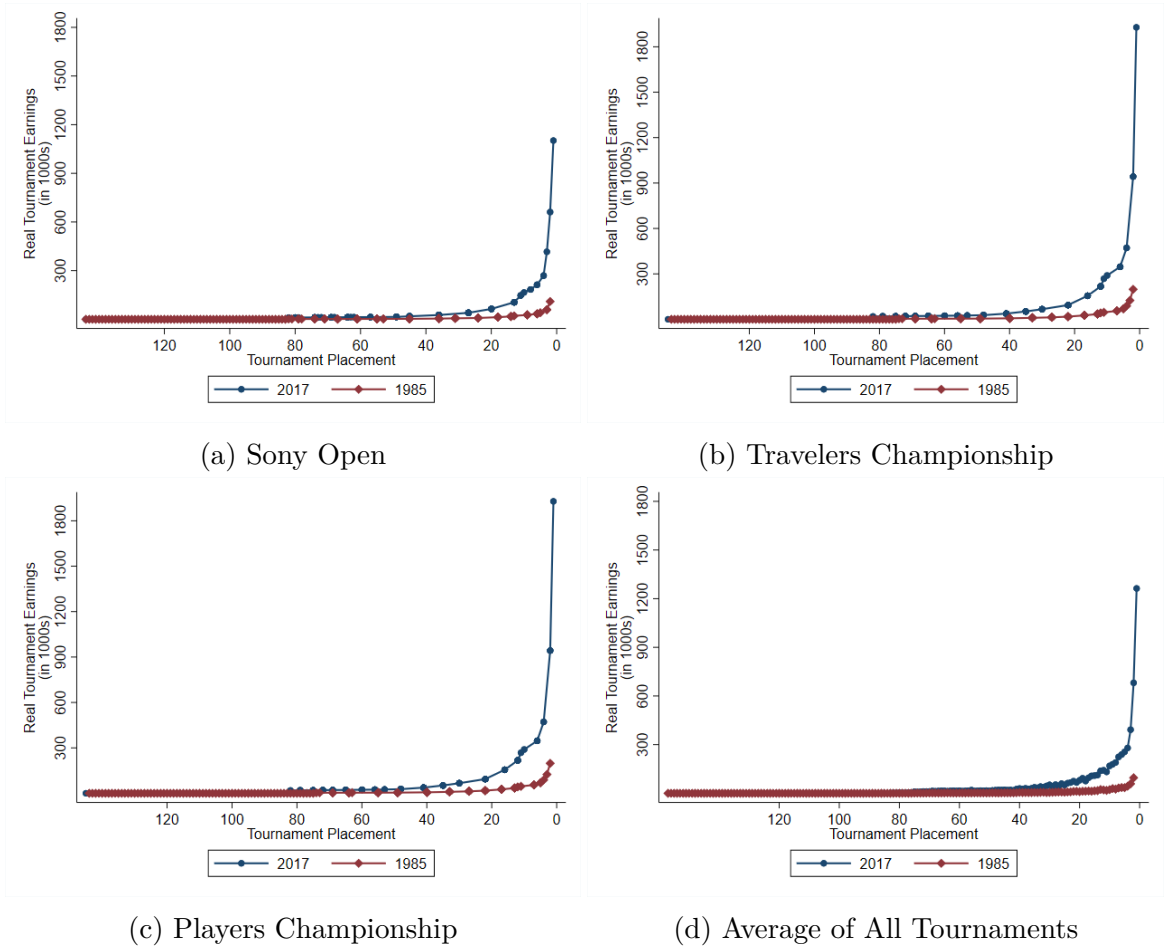 Real Tournament Earnings
(in 1000s)
300 600 900 1200 1500 1800
120 100 80 60 40 20 0
Tournament Placement
2017 1985
(a) Sony Open
Real Tournament Earnings
(in 1000s)
300 600 900 1200 1500 1800
120 100 80 60 40 20 0
Tournament Placement
2017 1985
(b) Travelers Championship
Real Tournament Earnings
(in 1000s)
300 600 900 1200 1500 1800
120 100 80 60 40 20 0
Tournament Placement
2017 1985
(c) Players Championship
Real Tournament Earnings
(in 1000s)
300 600 900 1200 1500 1800
120 100 80 60 40 20 0
Tournament Placement
2017 1985
(d) Average of All Tournaments